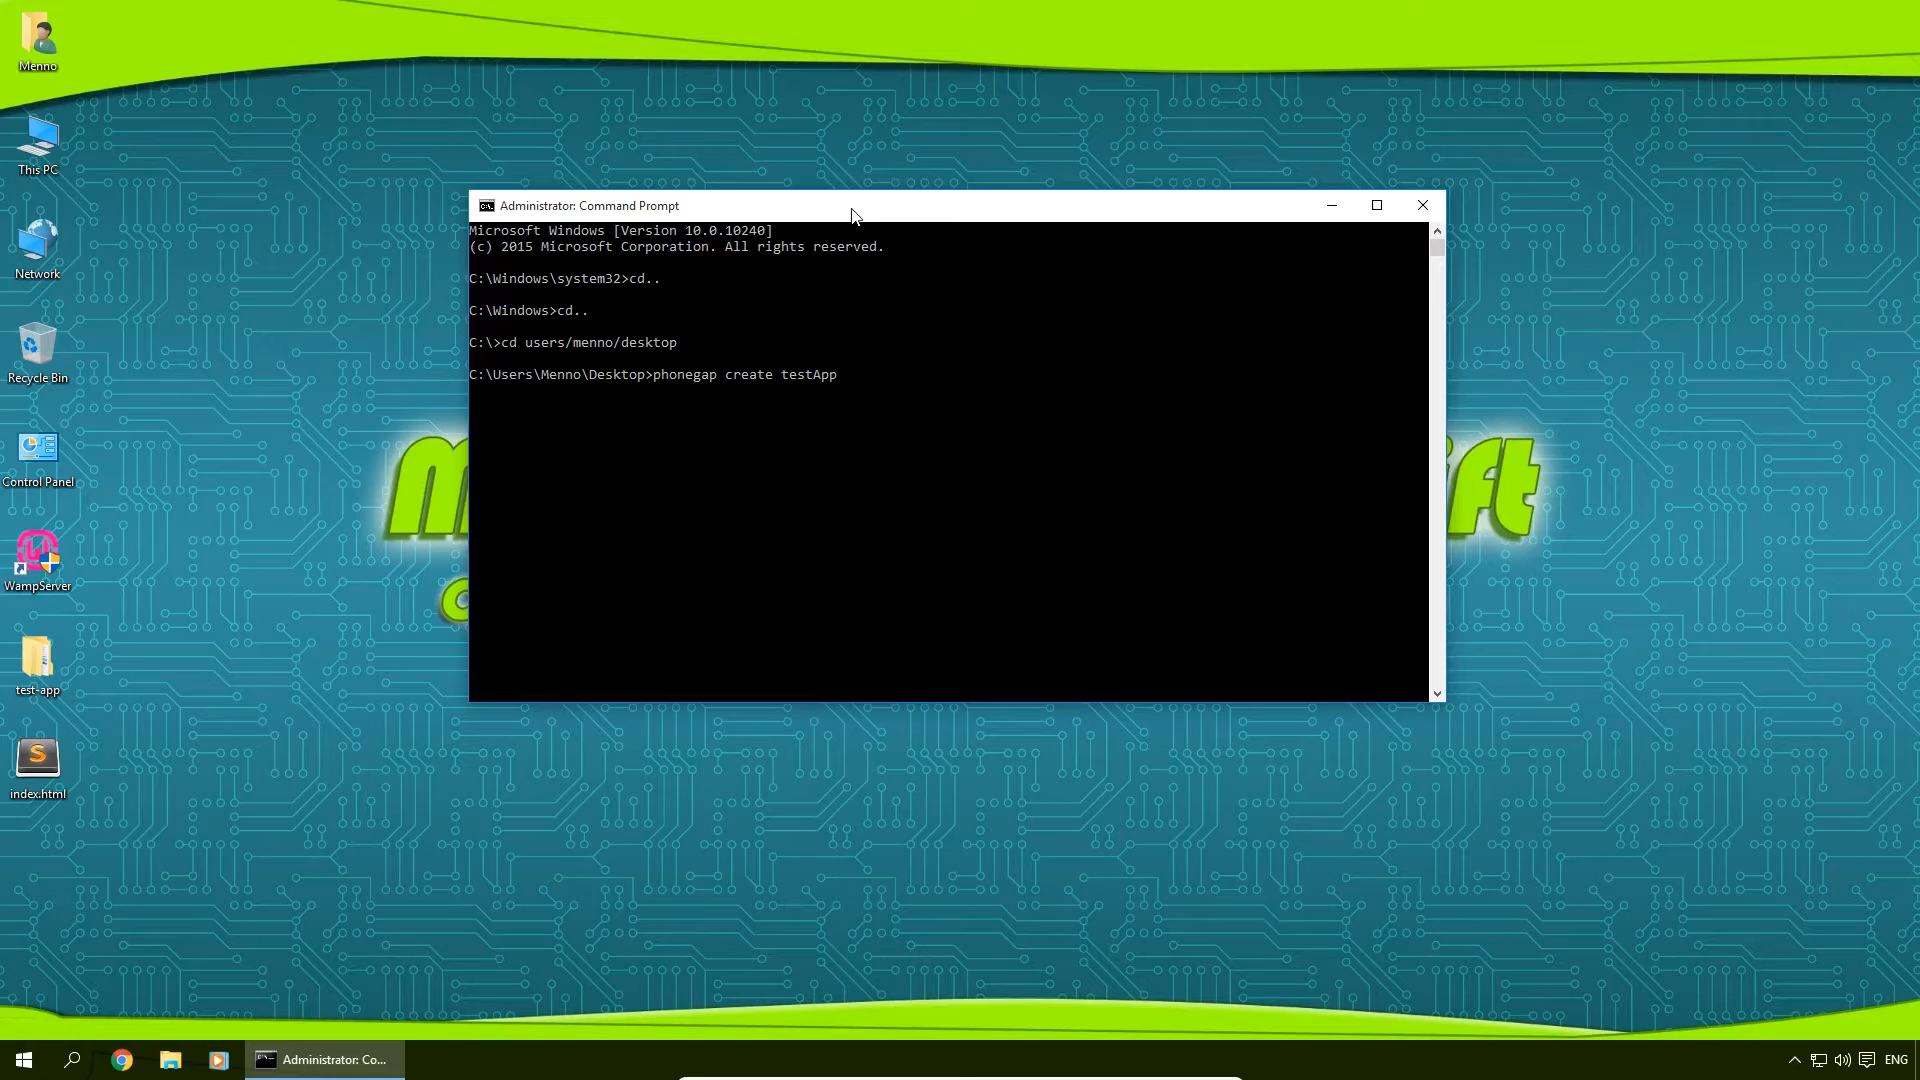 Menno
This PC
Network
Recycle Bin
Control Panel
WampServer
test-app
index.html
Administrator: Command Prompt
Microsoft Windows [Version 10.0.10240]
(c) 2015 Microsoft Corporation. All rights reserved.
C:\Windows\system32>cd..
C:\Windows>cd..
C:\>cd users/menno/desktop
C:\Users\Menno\Desktop>phonegap create testApp
Administrator: Co...
ENG